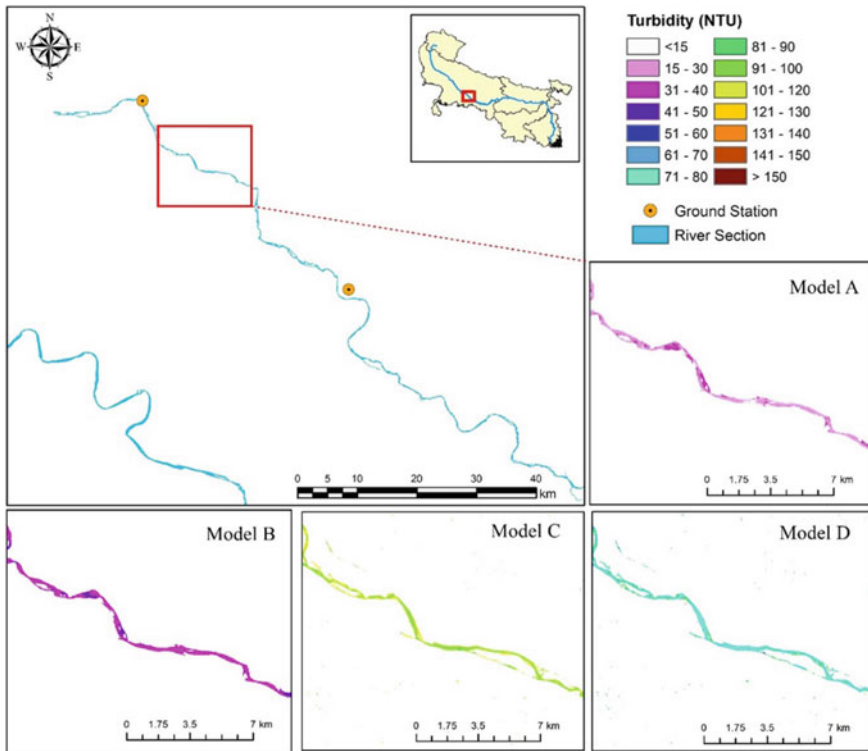 N
W E
S
Turbidity (NTU)
<15
15 - 30
31 - 40
41 - 50
51 - 60
61 - 70
71 - 80
81 - 90
91 - 100
101 - 120
121 - 130
131 - 140
141 - 150
> 150
Ground Station
River Section
0 10 20 30 40
km
Model A
0 1.75 3.5 7 km
Model B
0 1.75 3.5 7 km
Model C
0 1.75 3.5 7 km
Model D
0 1.75 3.5 7 km